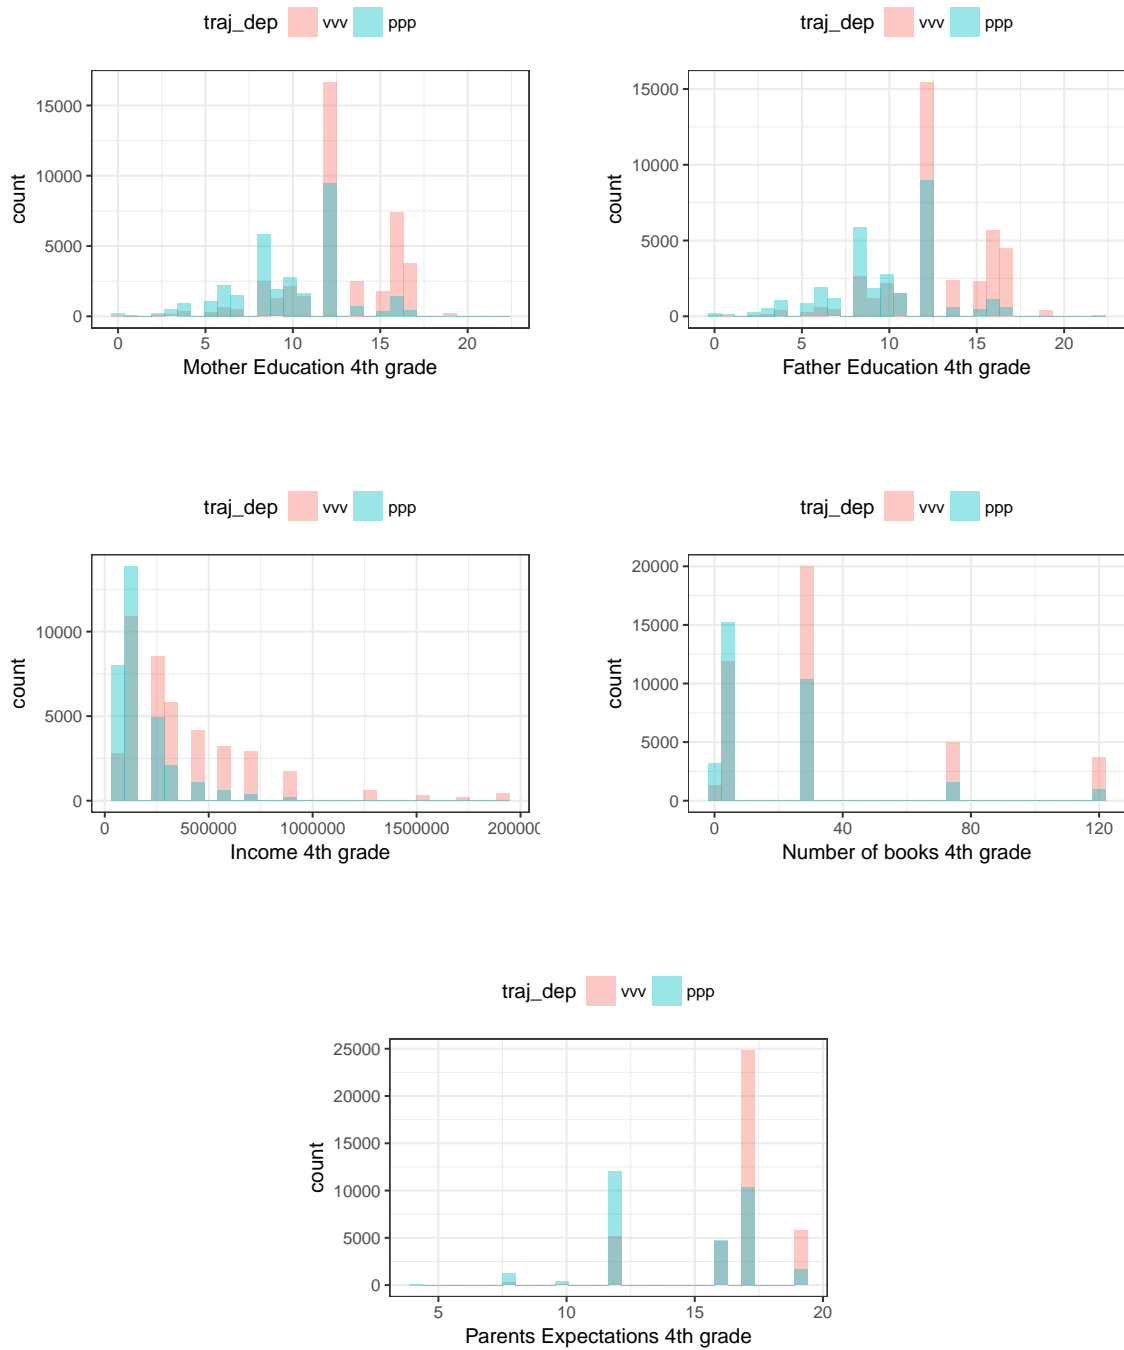 traj_dep vvv ppp
15000
10000
5000
0
count
0 5 10 15 20
Mother Education 4th grade
traj_dep vvv ppp
15000
10000
5000
0
count
0 5 10 15 20
Father Education 4th grade
traj_dep vvv ppp
10000
5000
0
count
0 500000 1000000 1500000 200000
Income 4th grade
traj_dep vvv ppp
20000
15000
10000
5000
0
count
0 40 80 120
Number of books 4th grade
traj_dep vvv ppp
25000
20000
15000
10000
5000
0
count
5 10 15 20
Parents Expectations 4th grade